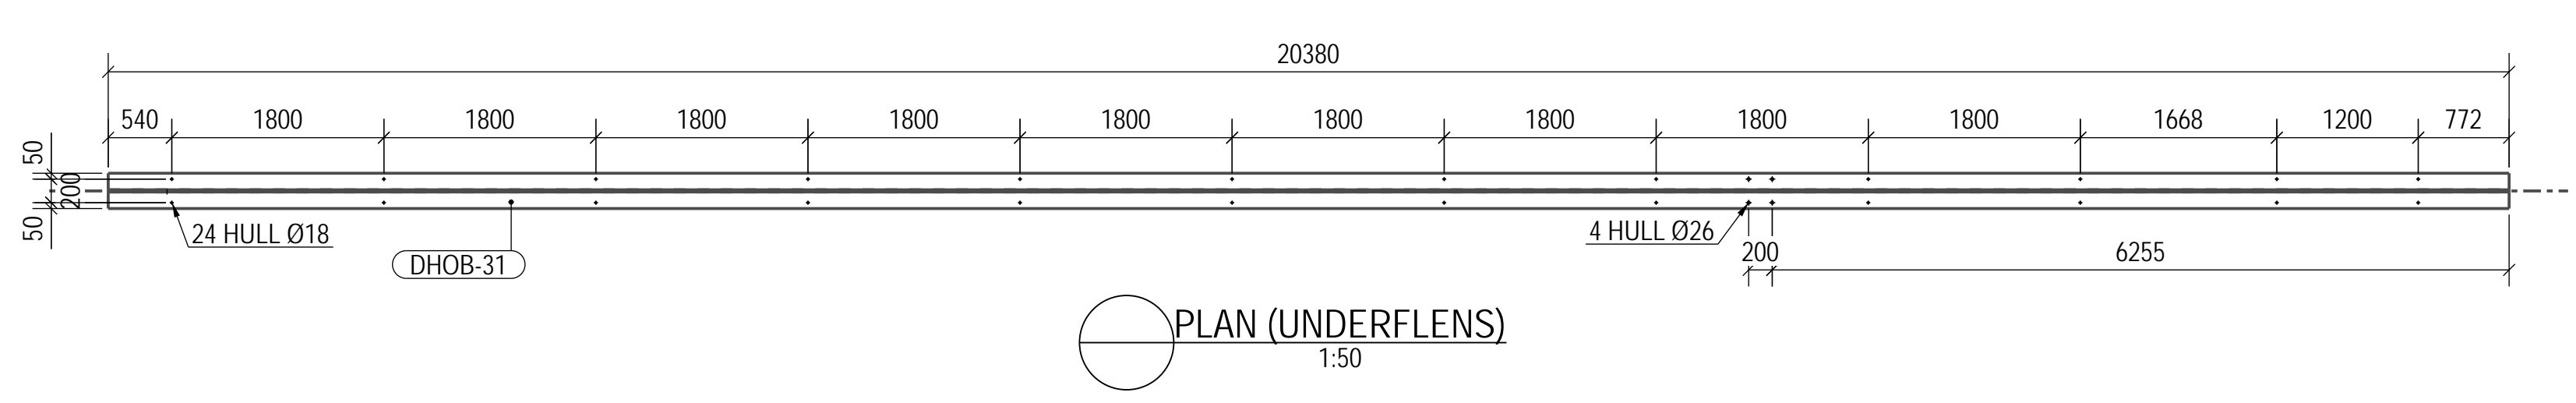 20380
540 1800 1800 1800 1800 1800 1800 1800 1800 1800 1668 1200 772
50
200
50
24 HULL Ø18
4 HULL Ø26
DHOB-31
200 6255
PLAN (UNDERFLENS)
1:50